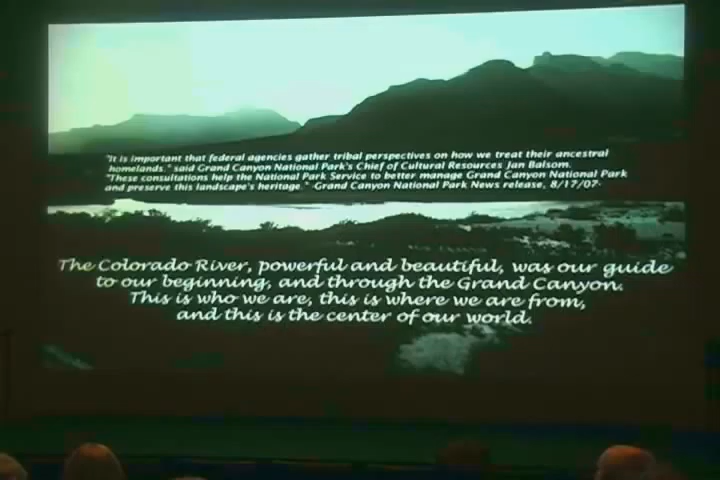 "It is important that federal agencies gather tribal perspectives on how we treat their ancestral
homelands." said Grand Canyon National Park's Chief of Cultural Resources Jan Balsom.
"These consultations help the National Park Service to better manage Grand Canyon National Park
and preserve this landscape's heritage." -Grand Canyon National Park News release, 8/17/07-
The Colorado River, powerful and beautiful, was our guide
to our beginning, and through the Grand Canyon.
This is who we are, this is where we are from,
and this is the center of our world.